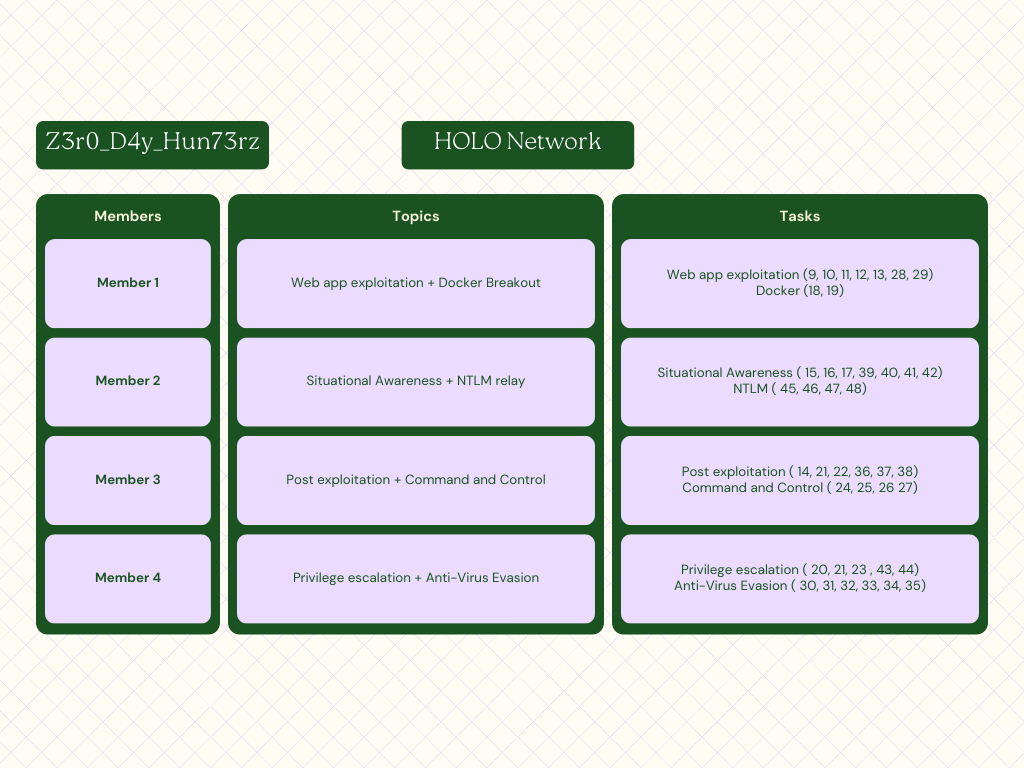 Z3r0_D4y_Hun73rz
HOLO Network
Members
Topics
Tasks
Member 1
Web app exploitation + Docker Breakout
Web app exploitation (9, 10, 11, 12, 13, 28, 29)
Docker (18, 19)
Member 2
Situational Awareness + NTLM relay
Situational Awareness ( 15, 16, 17, 39, 40, 41, 42)
NTLM ( 45, 46, 47, 48)
Member 3
Post exploitation + Command and Control
Post exploitation ( 14, 21, 22, 36, 37, 38)
Command and Control ( 24, 25, 26 27)
Member 4
Privilege escalation + Anti-Virus Evasion
Privilege escalation ( 20, 21, 23 , 43, 44)
Anti-Virus Evasion ( 30, 31, 32, 33, 34, 35)